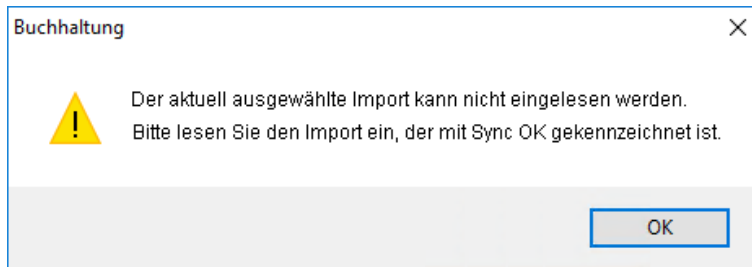 Buchhaltung
Der aktuell ausgewählte Import kann nicht eingelesen werden.
Bitte lesen Sie den Import ein, der mit Sync OK gekennzeichnet ist.
OK